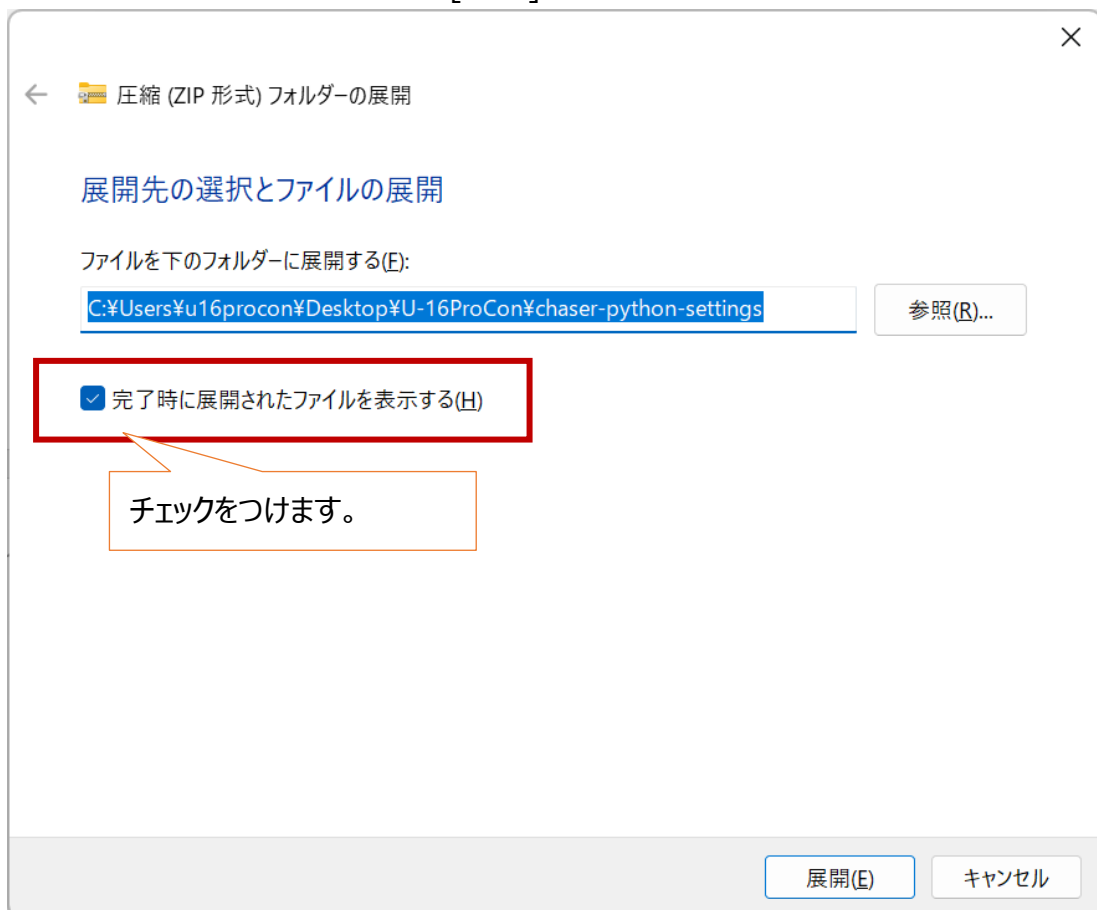 圧縮 (ZIP 形式) フォルダーの展開
展開先の選択とファイルの展開
ファイルを下のフォルダーに展開する(F):
C:¥Users¥u16procon¥Desktop¥U-16ProCon¥chaser-python-settings
参照(R)...
完了時に展開されたファイルを表示する(H)
チェックをつけます。
展開(E)
キャンセル